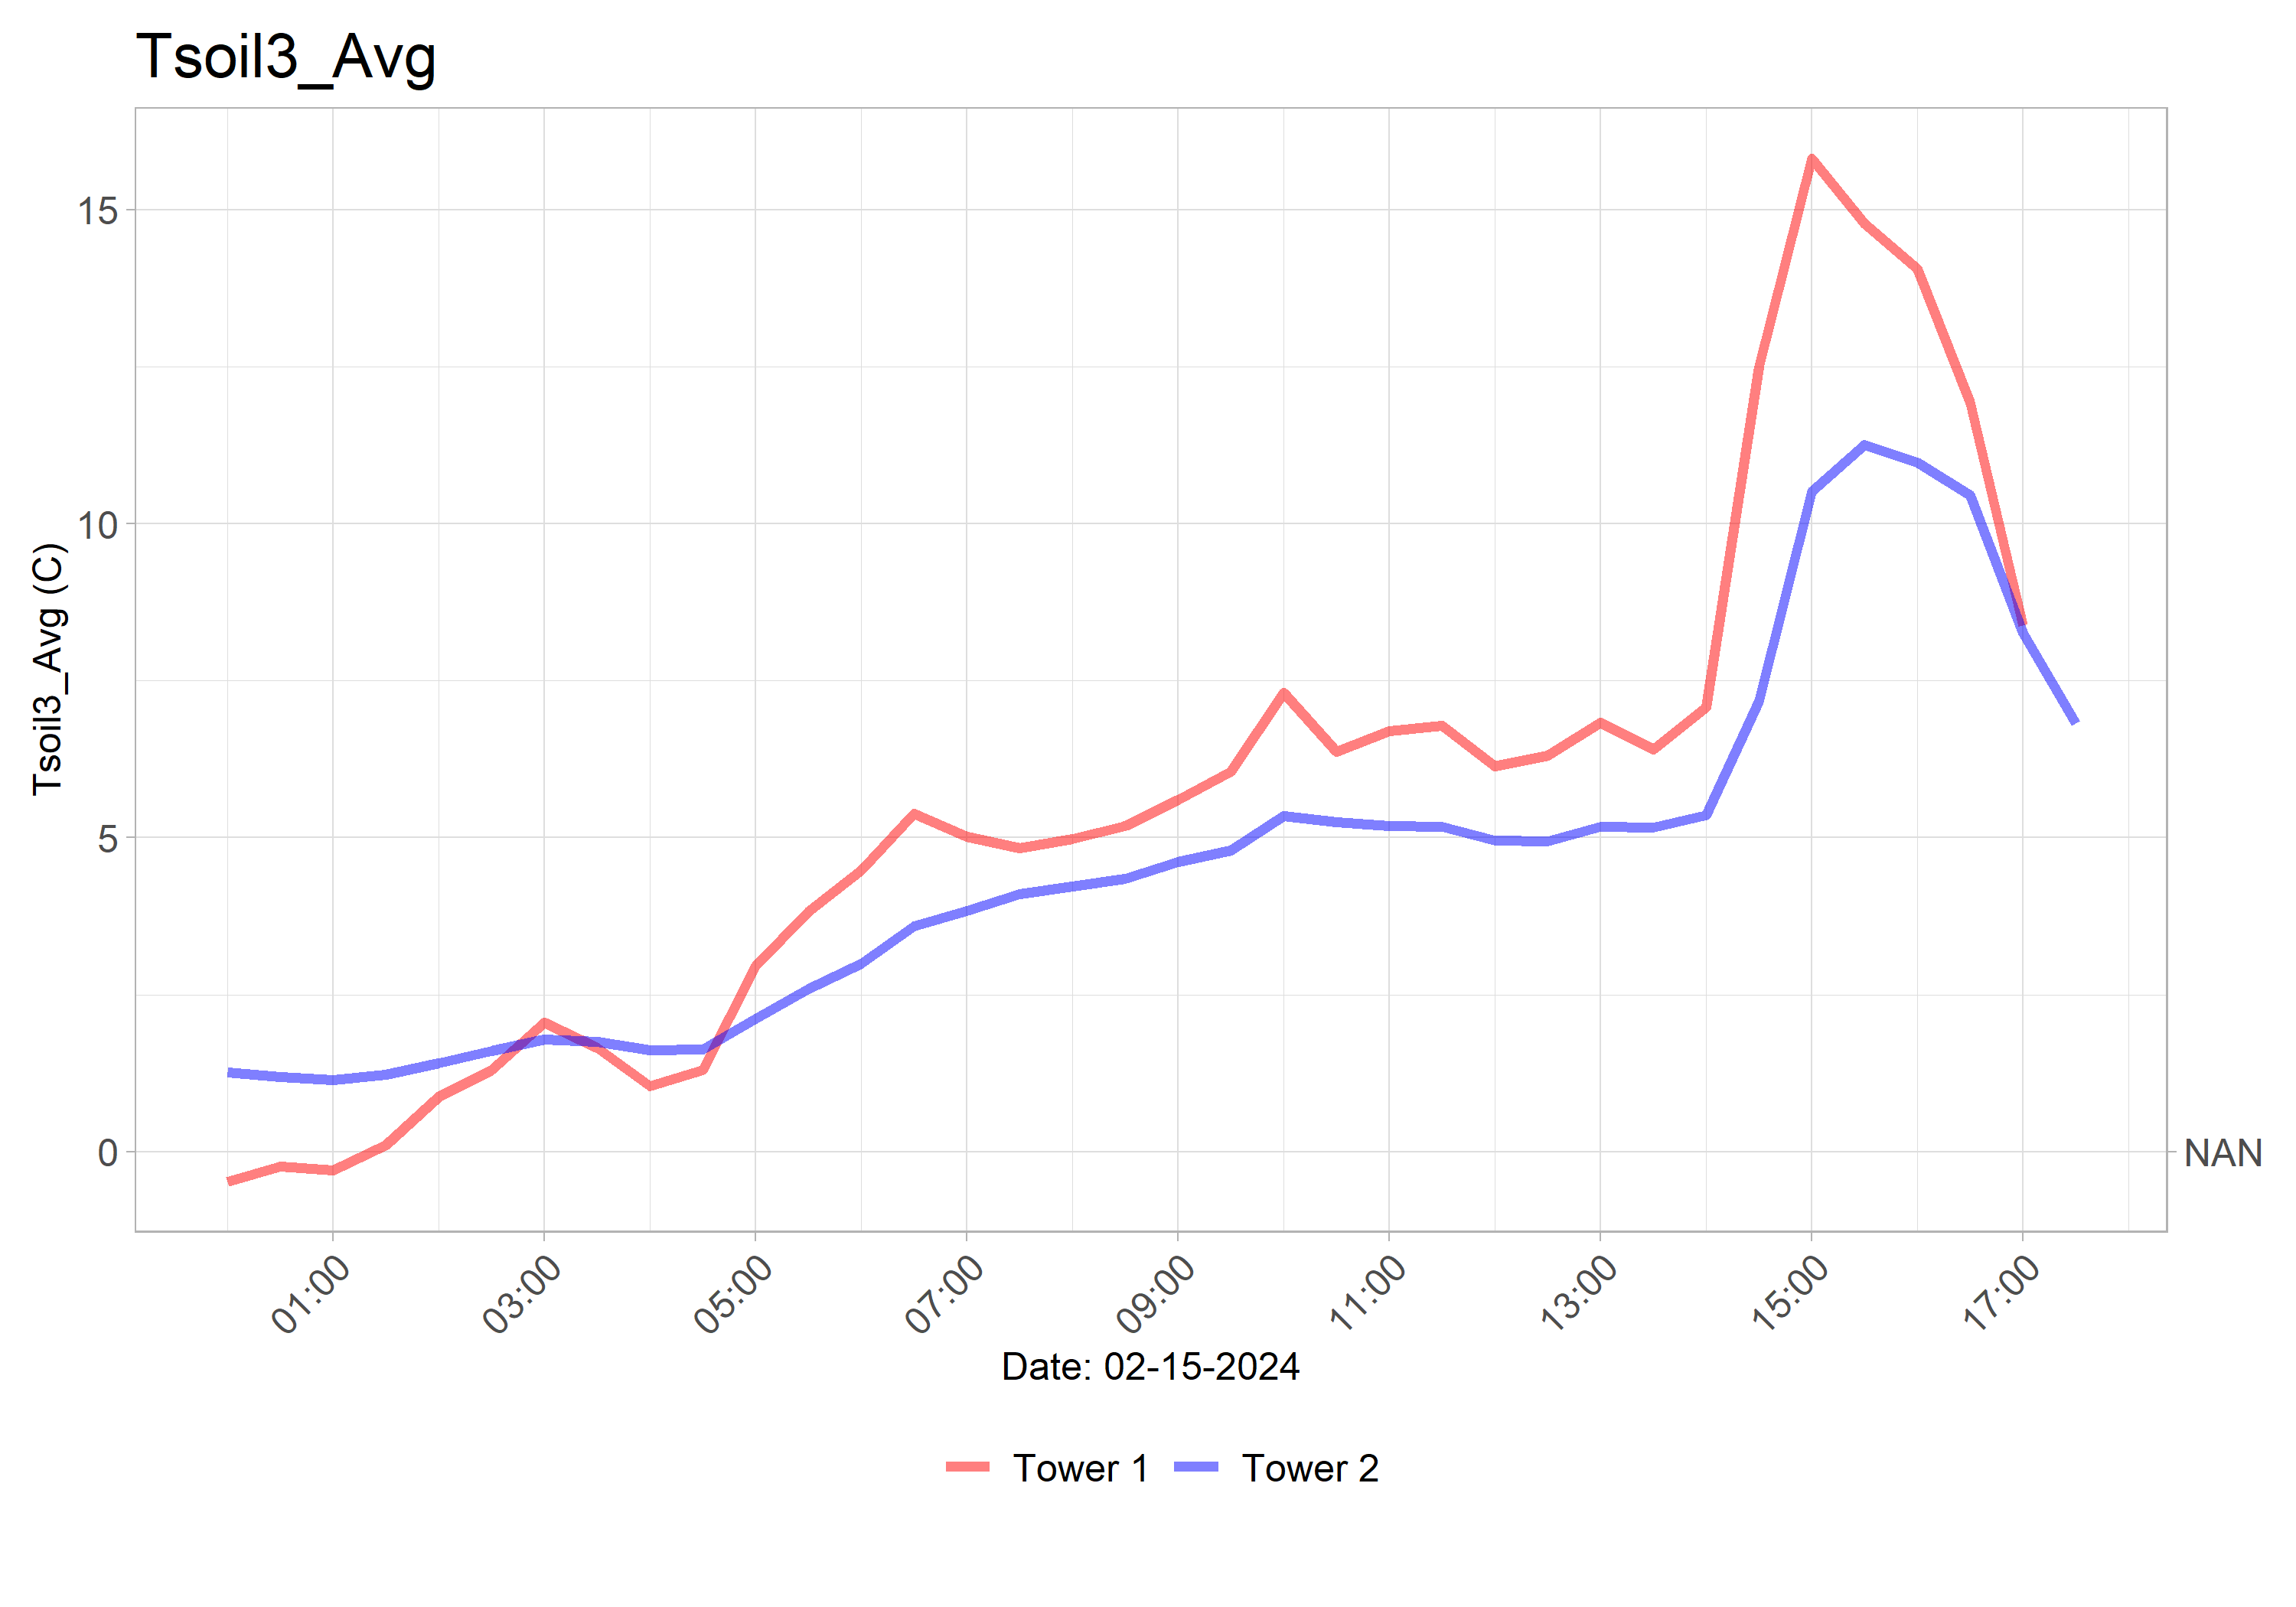 Tsoil3_Avg
Tsoil3_Avg (C)
15
10
5
0
NAN
01:00 03:00 05:00 07:00 09:00 11:00 13:00 15:00 17:00
Date: 02-15-2024
Tower 1 Tower 2